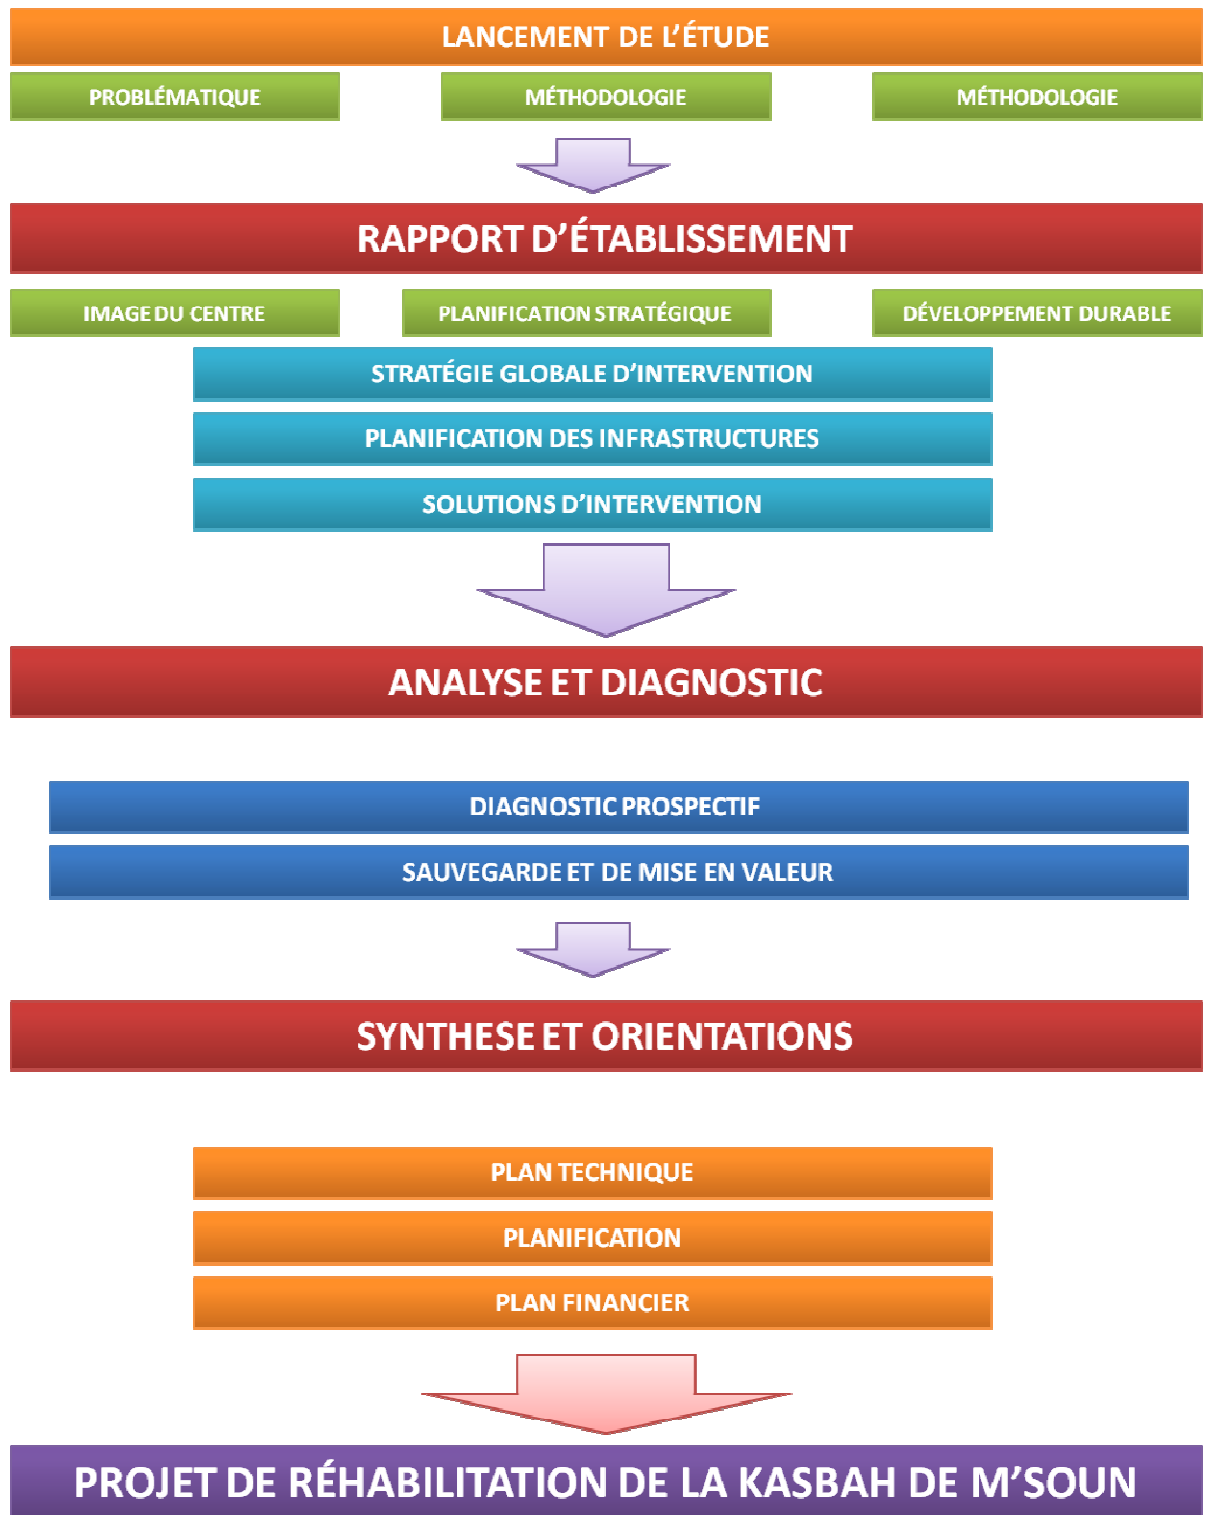 LANCEMENT DE L’ÉTUDE
PROBLÉMATIQUE
MÉTHODOLOGIE
MÉTHODOLOGIE
RAPPORT D’ÉTABLISSEMENT
IMAGE DU CENTRE
PLANIFICATION STRATÉGIQUE
DÉVELOPPEMENT DURABLE
STRATÉGIE GLOBALE D’INTERVENTION
PLANIFICATION DES INFRASTRUCTURES
SOLUTIONS D’INTERVENTION
ANALYSE ET DIAGNOSTIC
DIAGNOSTIC PROSPECTIF
SAUVEGARDE ET DE MISE EN VALEUR
SYNTHESE ET ORIENTATIONS
PLAN TECHNIQUE
PLANIFICATION
PLAN FINANCIER
PROJET DE RÉHABILITATION DE LA KASBAH DE M’SOUN